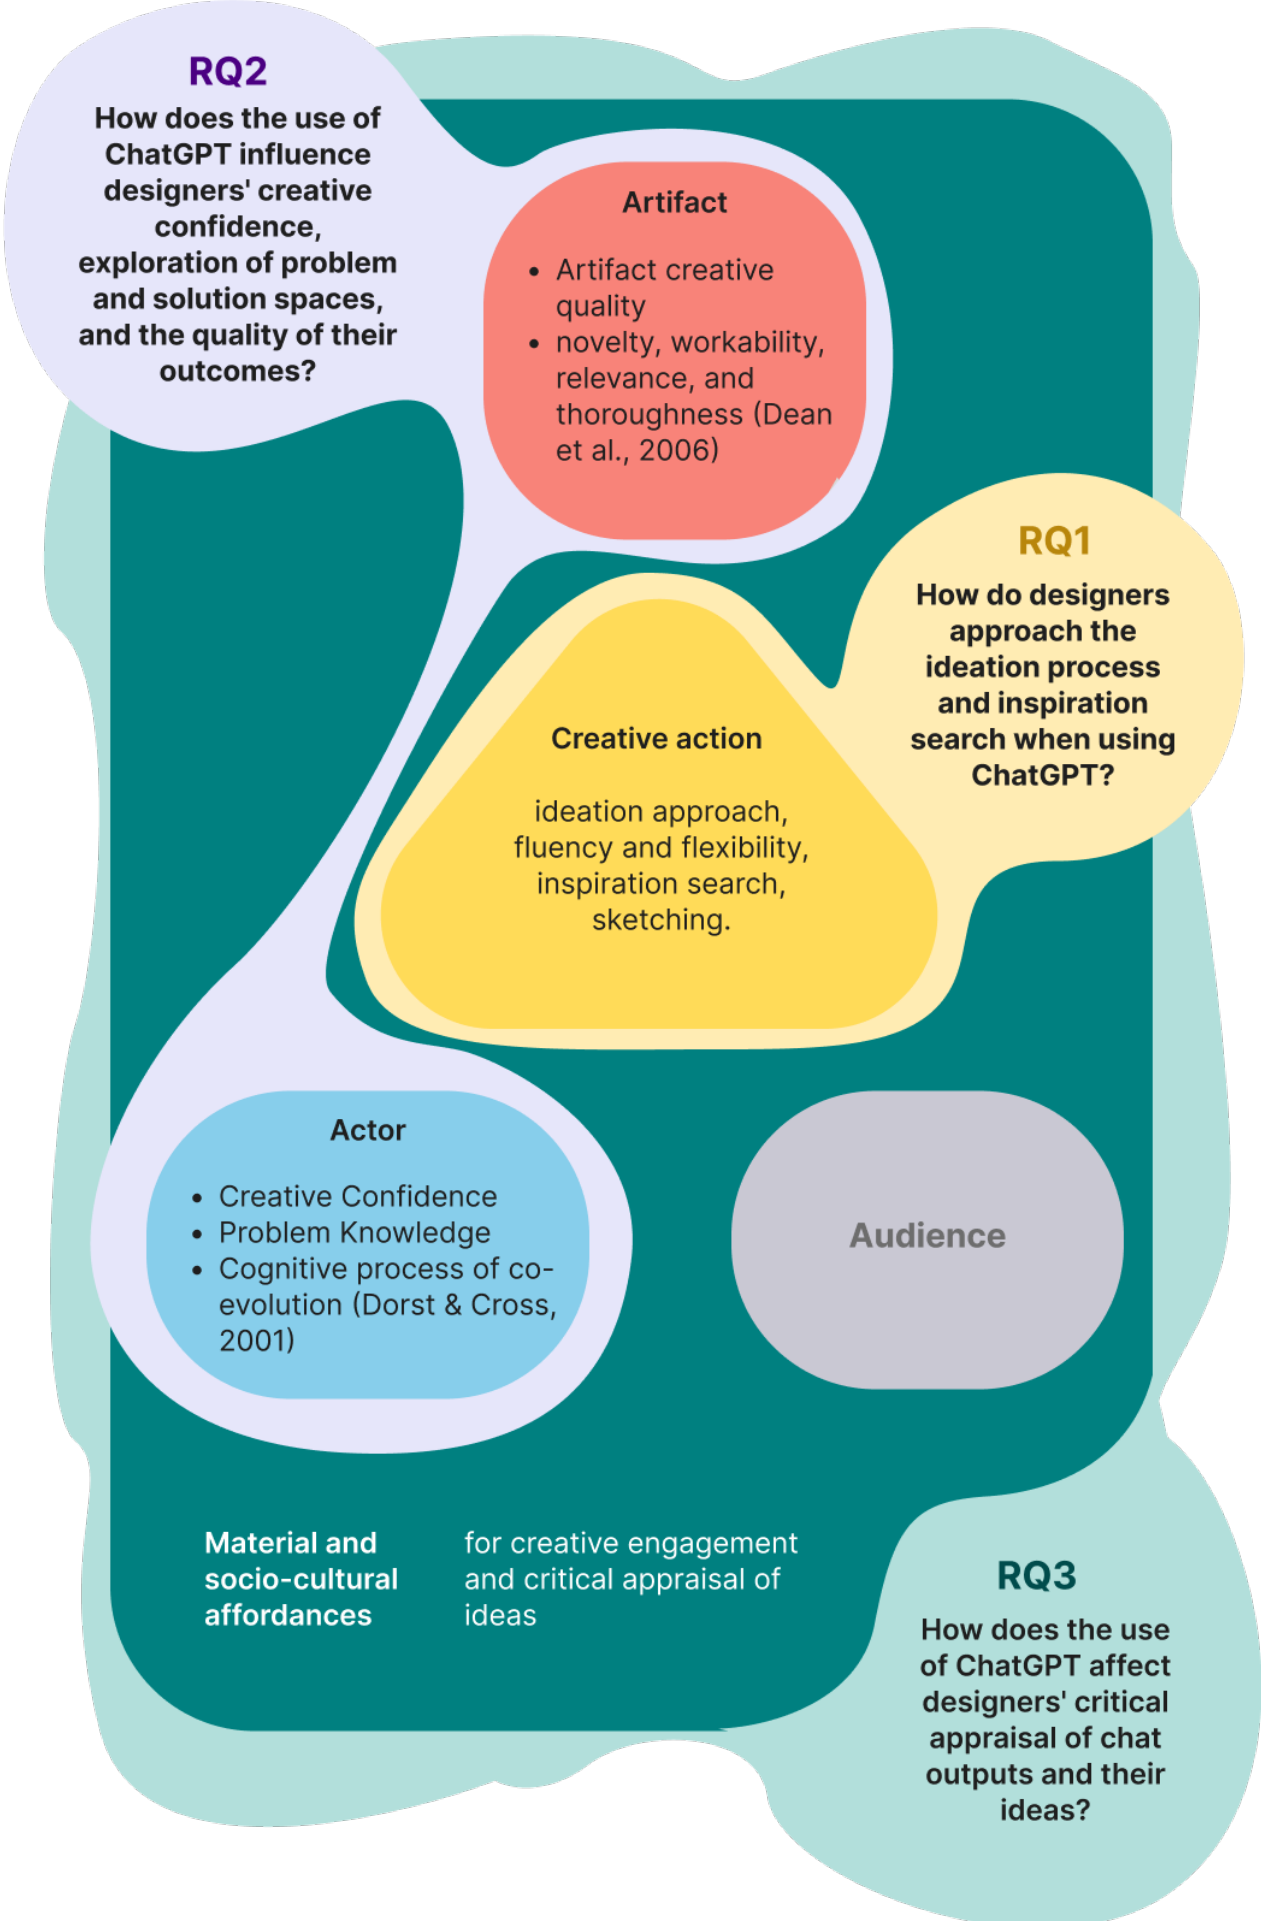 RQ2
How does the use of
ChatGPT influence
designers' creative
confidence,
exploration of problem
and solution spaces,
and the quality of their
outcomes?
Artifact
• Artifact creative
quality
• novelty, workability,
relevance, and
thoroughness (Dean
et al., 2006)
RQ1
How do designers
approach the
ideation process
and inspiration
search when using
ChatGPT?
Creative action
ideation approach,
fluency and flexibility,
inspiration search,
sketching.
Actor
• Creative Confidence
• Problem Knowledge
• Cognitive process of co-
evolution (Dorst & Cross,
2001)
Audience
Material and
socio-cultural
affordances
for creative engagement
and critical appraisal of
ideas
RQ3
How does the use
of ChatGPT affect
designers' critical
appraisal of chat
outputs and their
ideas?